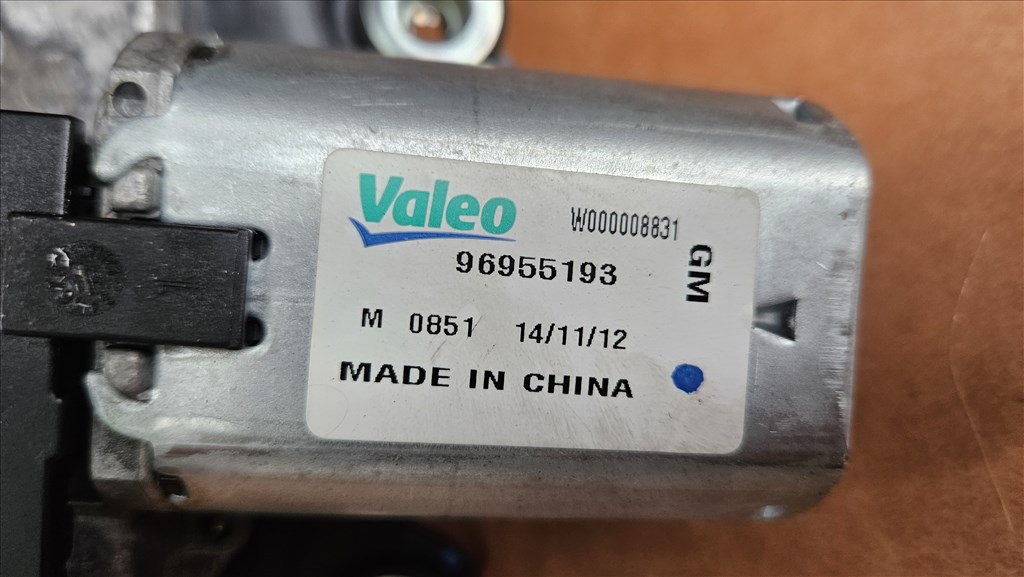 Valeo
W000008831
96955193
GM
M 0851 14/11/12
MADE IN CHINA